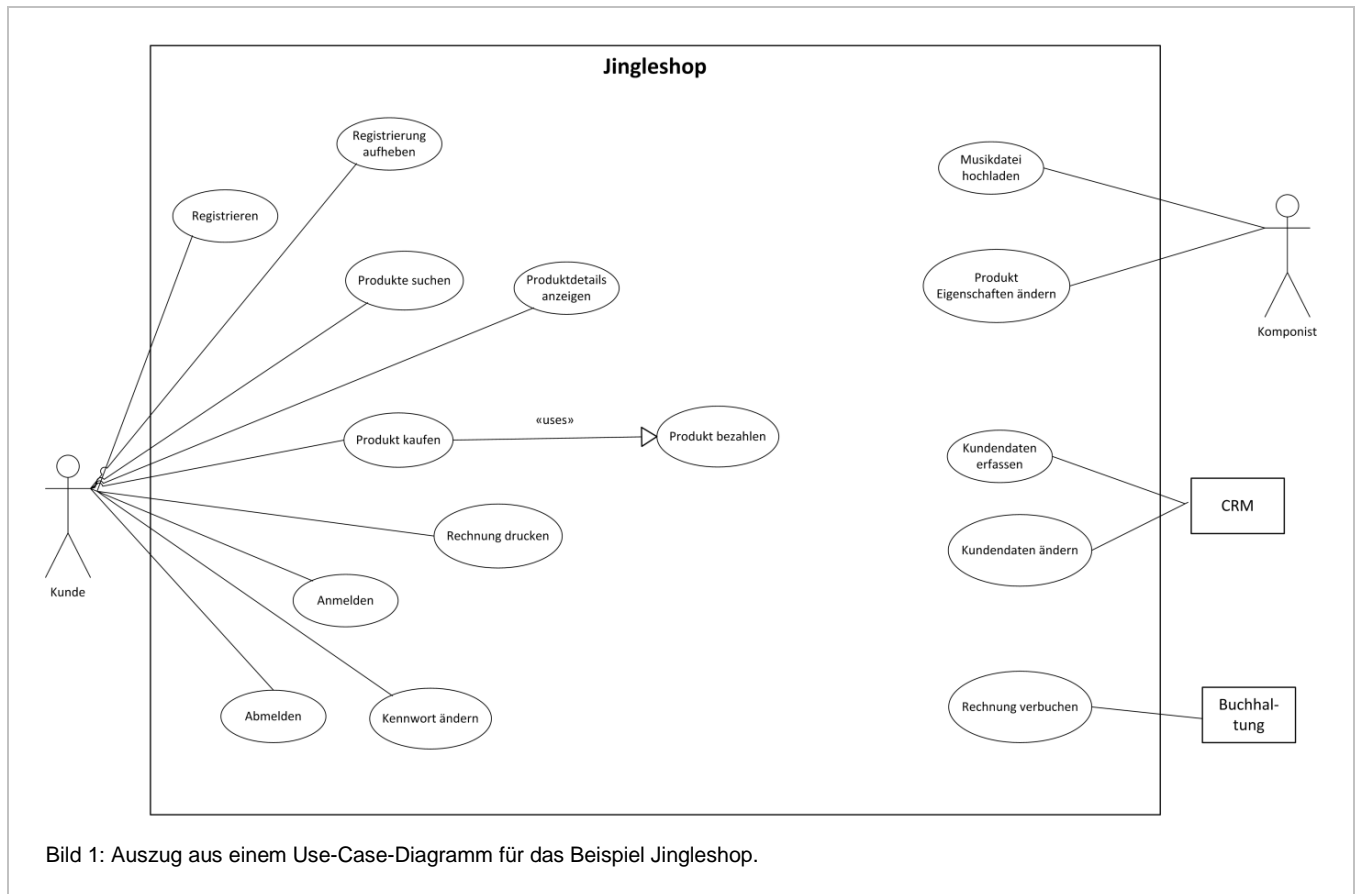 Jingleshop
Registrierung
aufheben
Musikdatei
hochladen
Registrieren
Produkte suchen
Produktdetails
anzeigen
Produkt
Eigenschaften ändern
Komponist
«uses»
Produkt kaufen
Produkt bezahlen
Kundendaten
erfassen
CRM
Rechnung drucken
Kundendaten ändern
Kunde
Anmelden
Abmelden
Kennwort ändern
Rechnung verbuchen
Buchhal-
tung
Bild 1: Auszug aus einem Use-Case-Diagramm für das Beispiel Jingleshop.